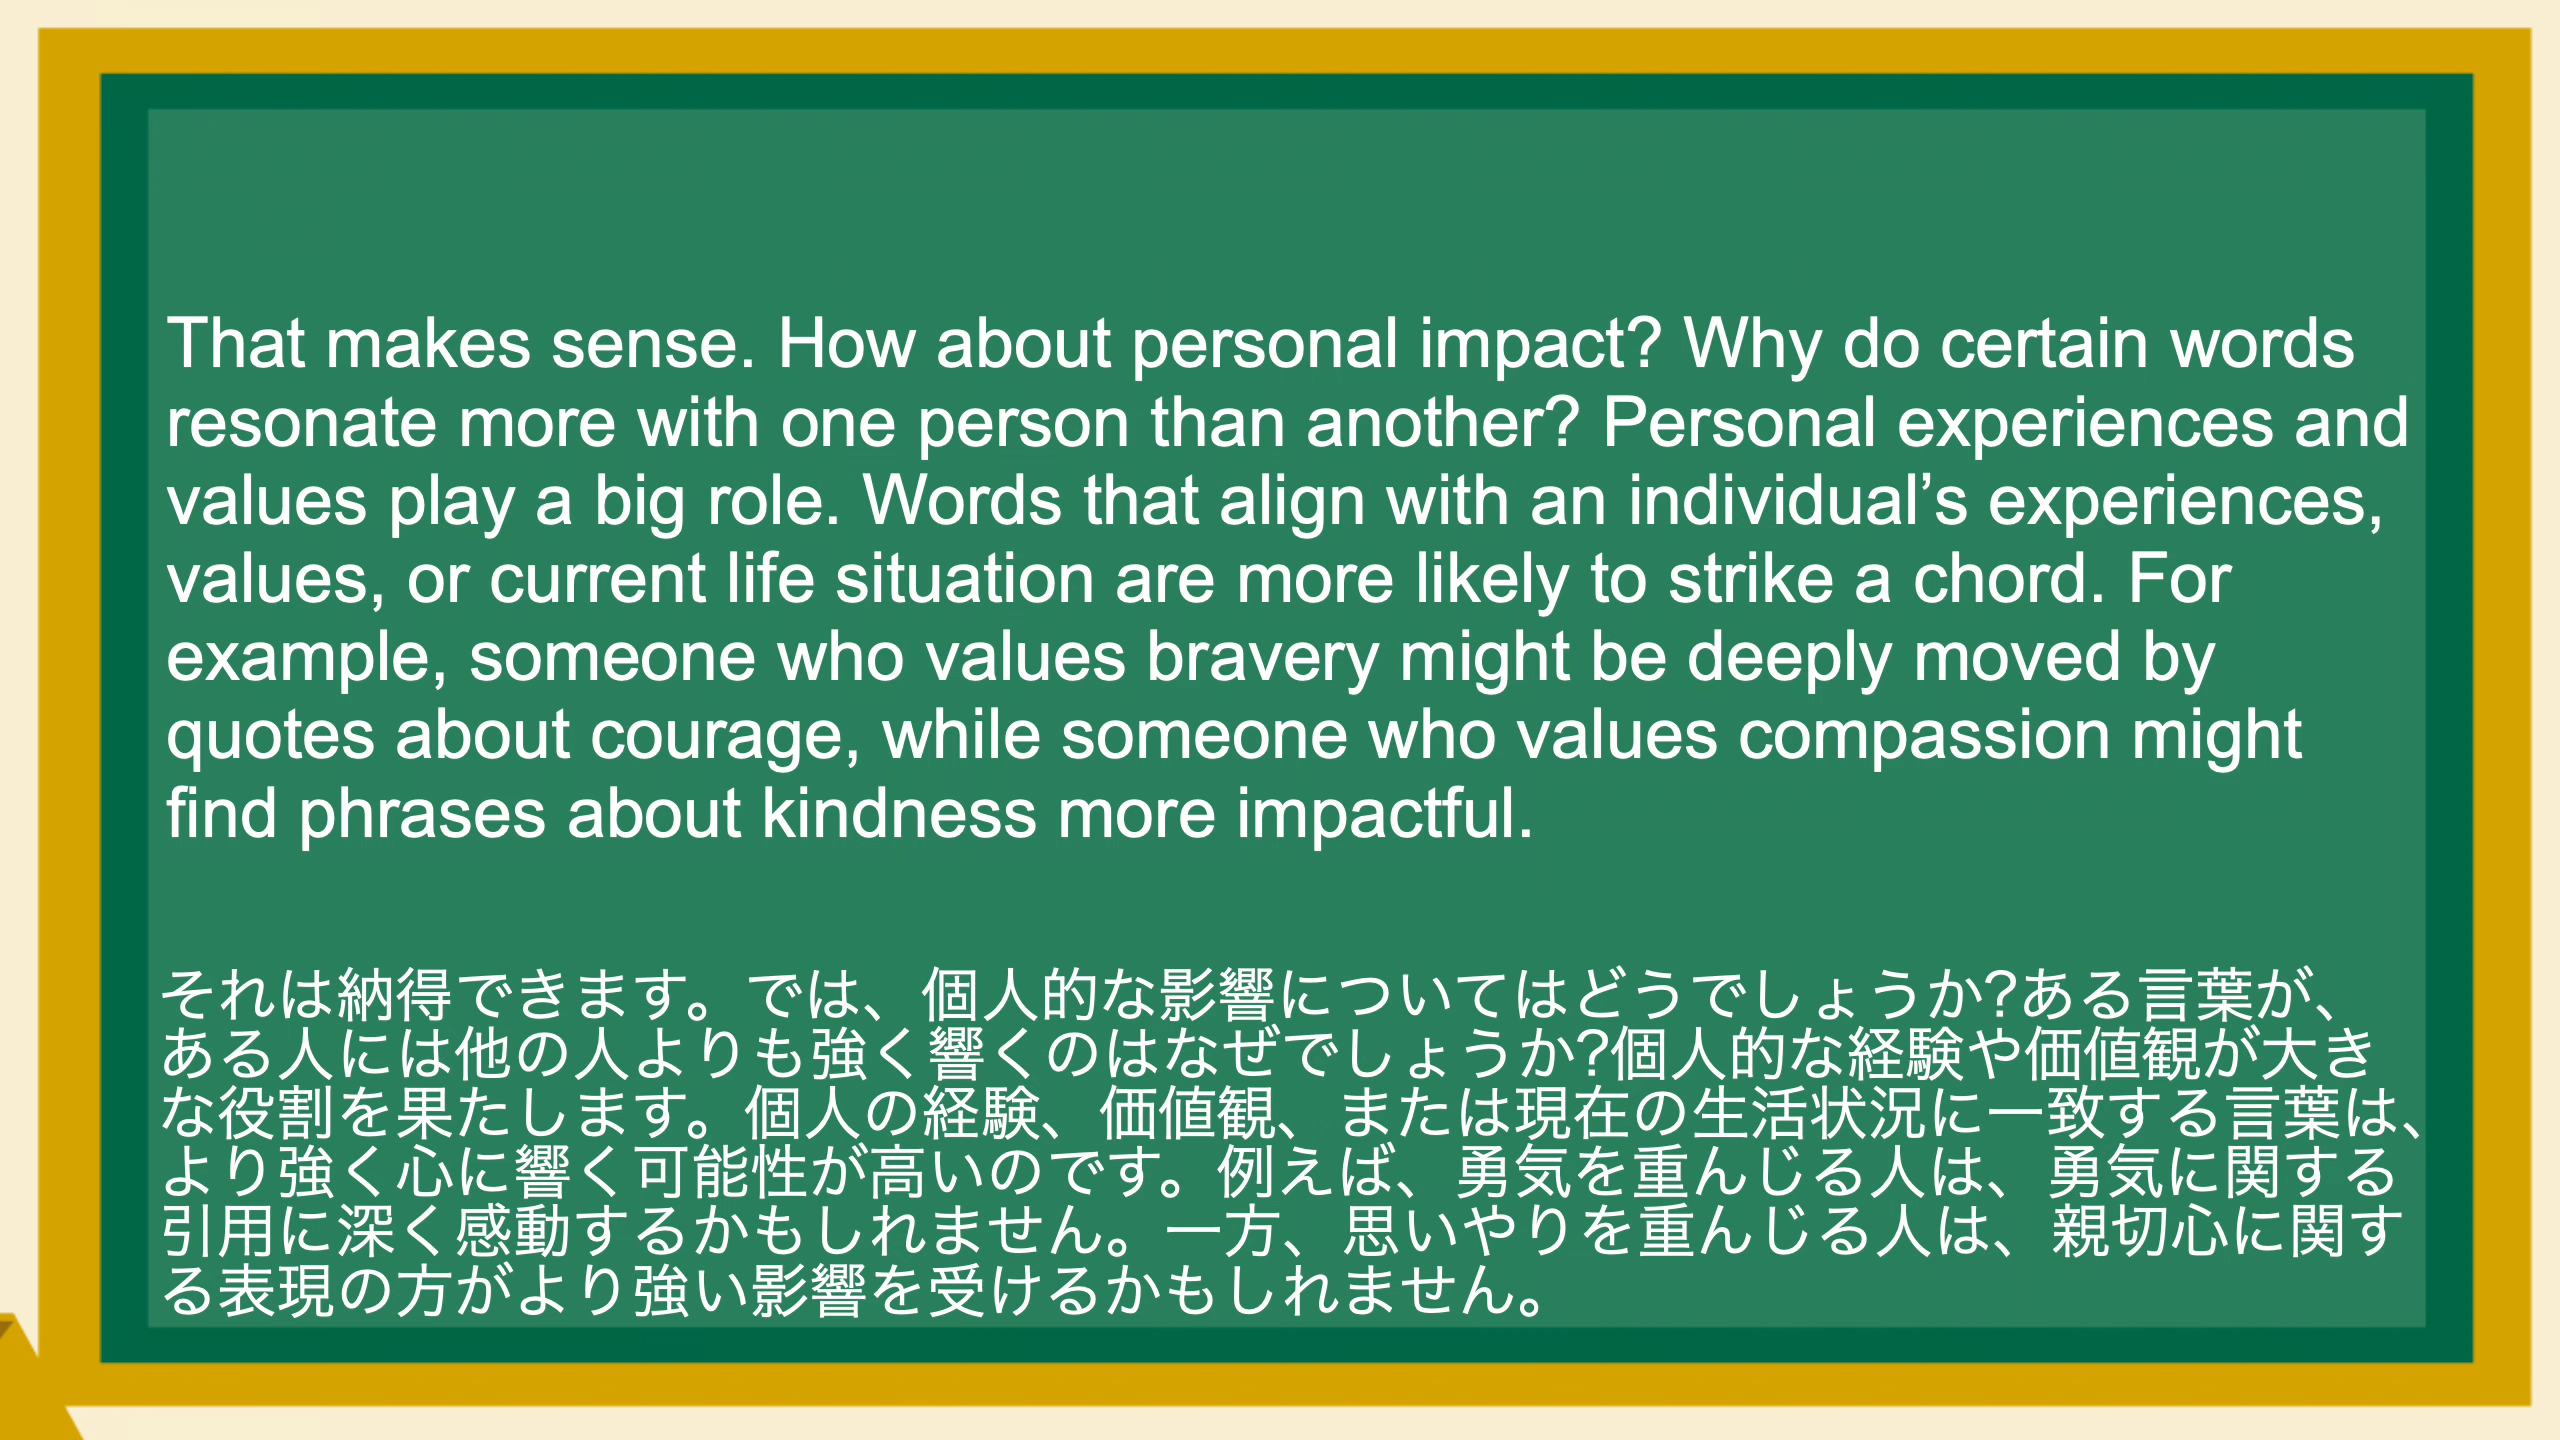 That makes sense. How about personal impact? Why do certain words
resonate more with one person than another? Personal experiences and
values play a big role. Words that align with an individual’s experiences,
values, or current life situation are more likely to strike a chord. For
example, someone who values bravery might be deeply moved by
quotes about courage, while someone who values compassion might
find phrases about kindness more impactful.
それは納得できます。では、個人的な影響についてはどうでしょうか?ある言葉が、
ある人には他の人よりも強く響くのはなぜでしょうか?個人的な経験や価値観が大き
な役割を果たします。個人の経験、価値観、または現在の生活状況に一致する言葉は、
より強く心に響く可能性が高いのです。例えば、勇気を重んじる人は、勇気に関する
引用に深く感動するかもしれません。一方、思いやりを重んじる人は、親切心に関す
る表現の方がより強い影響を受けるかもしれません。